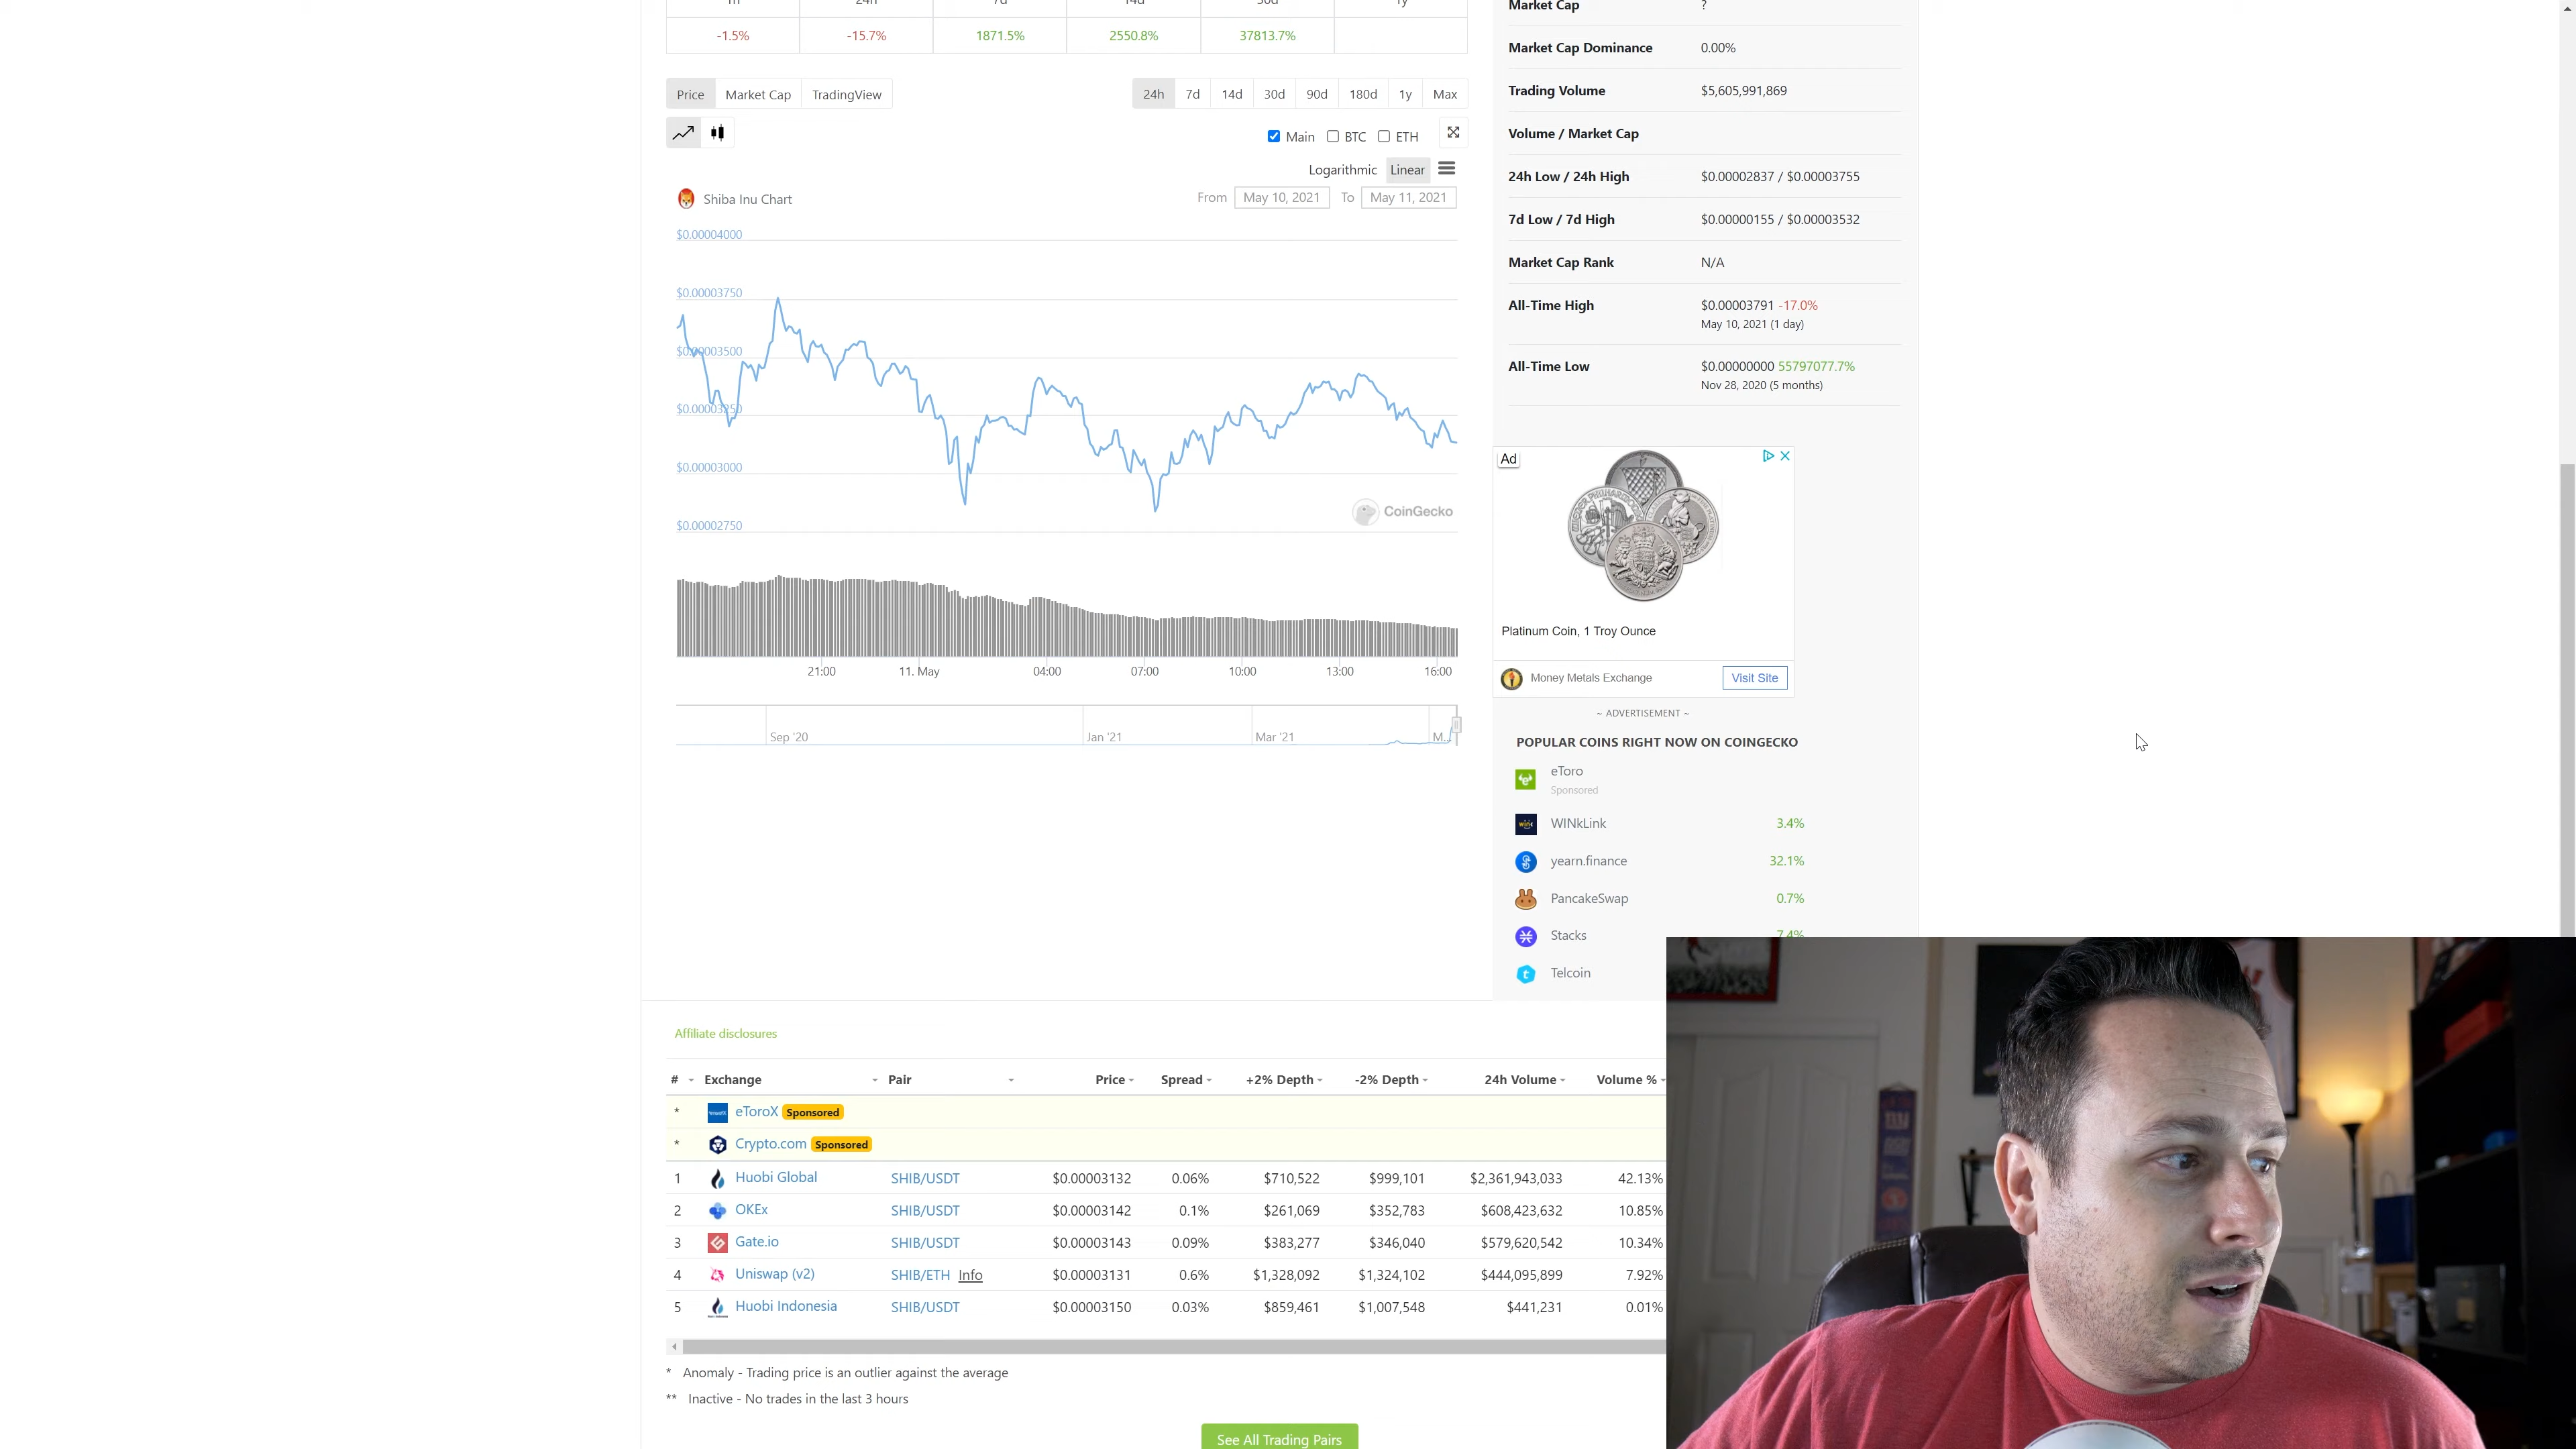 1h 24h 7d 14d 30d 1y
-1.5% -15.7% 1871.5% 2550.8% 37813.7%
Price Market Cap TradingView
24h 7d 14d 30d 90d 180d 1y Max
Main BTC ETH
Logarithmic Linear
Shiba Inu Chart
From May 10, 2021 To May 11, 2021
$0.00004000
$0.00003750
$0.00003500
$0.00003250
$0.00003000
$0.00002750
CoinGecko
21:00 11. May 04:00 07:00 10:00 13:00 16:00
Sep '20 Jan '21 Mar '21 M...
Market Cap ?
Market Cap Dominance 0.00%
Trading Volume $5,605,991,869
Volume / Market Cap
24h Low / 24h High $0.00002837 / $0.00003755
7d Low / 7d High $0.00000155 / $0.00003532
Market Cap Rank N/A
All-Time High $0.00003791 -17.0%
May 10, 2021 (1 day)
All-Time Low $0.00000000 55797077.7%
Nov 28, 2020 (5 months)
Ad
Platinum Coin, 1 Troy Ounce
Money Metals Exchange Visit Site
~ ADVERTISEMENT ~
POPULAR COINS RIGHT NOW ON COINGECKO
eToro
Sponsored
WINkLink 3.4%
yearn.finance 32.1%
PancakeSwap 0.7%
Stacks 7.4%
Telcoin
Affiliate disclosures
# Exchange Pair Price Spread +2% Depth -2% Depth 24h Volume Volume %
* eToroX Sponsored
* Crypto.com Sponsored
1 Huobi Global SHIB/USDT $0.00003132 0.06% $710,522 $999,101 $2,361,943,033 42.13%
2 OKEx SHIB/USDT $0.00003142 0.1% $261,069 $352,783 $608,423,632 10.85%
3 Gate.io SHIB/USDT $0.00003143 0.09% $383,277 $346,040 $579,620,542 10.34%
4 Uniswap (v2) SHIB/ETH Info $0.00003131 0.6% $1,328,092 $1,324,102 $444,095,899 7.92%
5 Huobi Indonesia SHIB/USDT $0.00003150 0.03% $859,461 $1,007,548 $441,231 0.01%
* Anomaly - Trading price is an outlier against the average
** Inactive - No trades in the last 3 hours
See All Trading Pairs